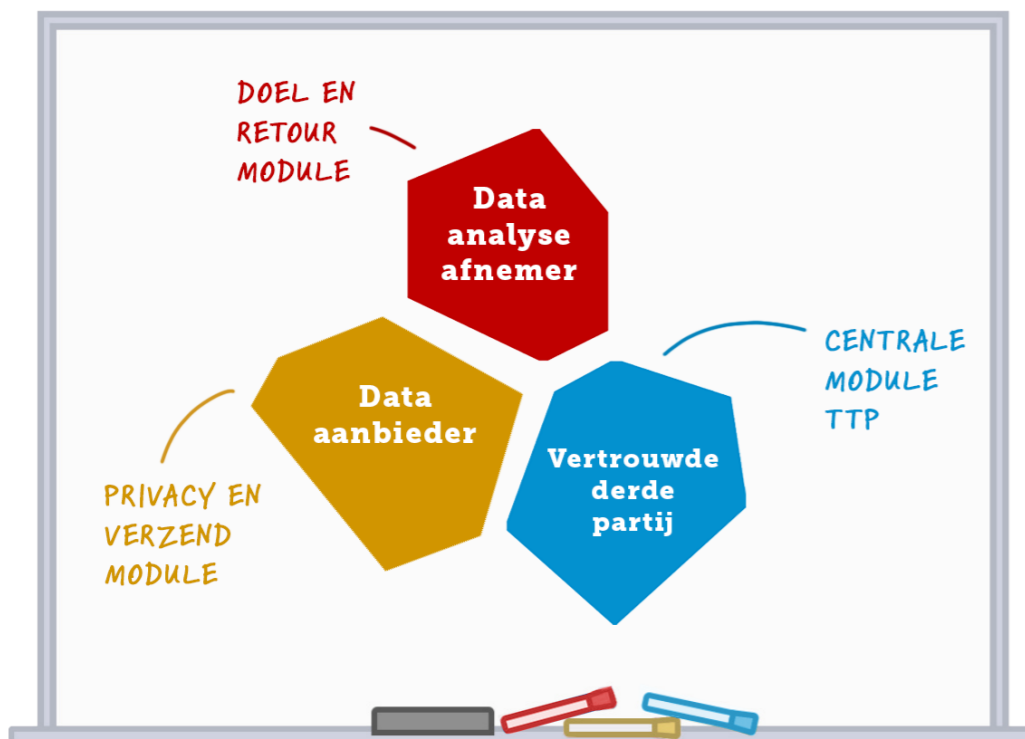 DOEL EN
RETOUR
MODULE
Data
analyse
afnemer
CENTRALE
MODULE
TTP
Data
aanbieder
Vertrouwde
derde
partij
PRIVACY EN
VERZEND
MODULE